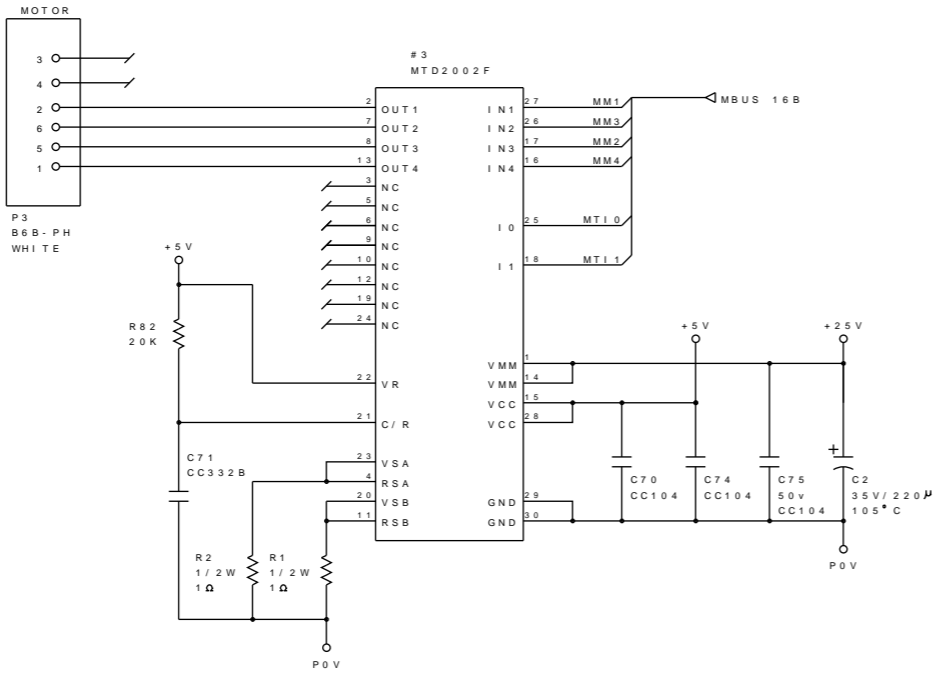 MOTOR
3
4
2
6
5
1
P3
B6B-PH
WHITE
#3
MTD2002F
2
OUT1
7
OUT2
8
OUT3
13
OUT4
3
NC
5
NC
6
NC
9
NC
10
NC
12
NC
19
NC
24
NC
22
VR
21
C/R
23
VSA
4
RSA
20
VSB
11
RSB
IN1
27
MM1
IN2
26
MM3
IN3
17
MM2
IN4
16
MM4
I0
25
MTI0
I1
18
MTI1
MBUS 16B
VMM
1
VMM
14
VCC
15
VCC
28
GND
29
GND
30
+5V
R82
20K
C71
CC332B
R2
1/2W
1Ω
R1
1/2W
1Ω
P0V
+5V
+25V
C70
CC104
C74
CC104
C75
50v
CC104
+
C2
35V/220μ
105°C
P0V